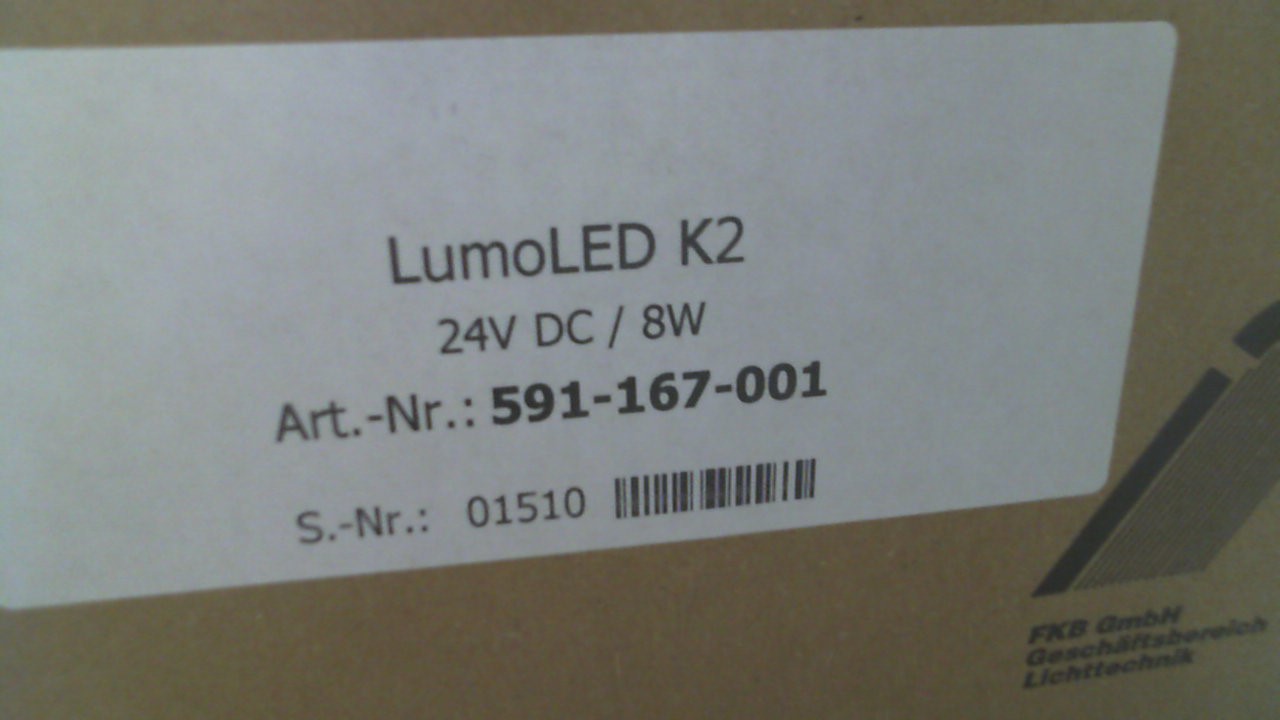 LumoLED K2
24V DC / 8W
Art.-Nr.: 591-167-001
S.-Nr.: 01510
FKB GmbH
Geschäftsbereich
Lichttechnik